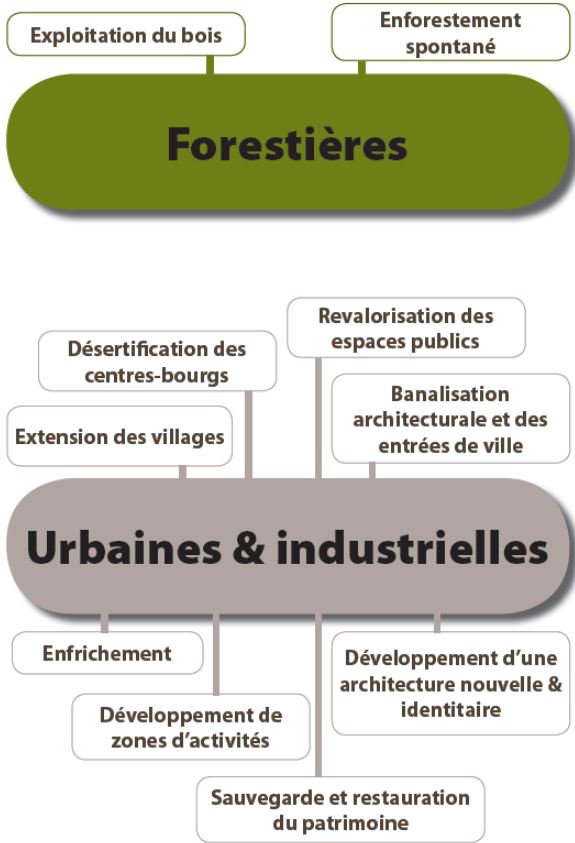 Exploitation du bois
Enforestement
spontané
Forestières
Revalorisation des
espaces publics
Désertification des
centres-bourgs
Banalisation
architecturale et des
entrées de ville
Extension des villages
Urbaines & industrielles
Enfrichement
Développement d'une
architecture nouvelle &
identitaire
Développement de
zones d'activités
Sauvegarde et restauration
du patrimoine